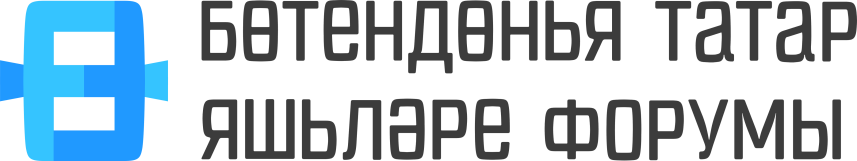 БӨТЕНДӨНЬЯ ТАТАР
ЯШЬЛӘРЕ ФОРУМЫ